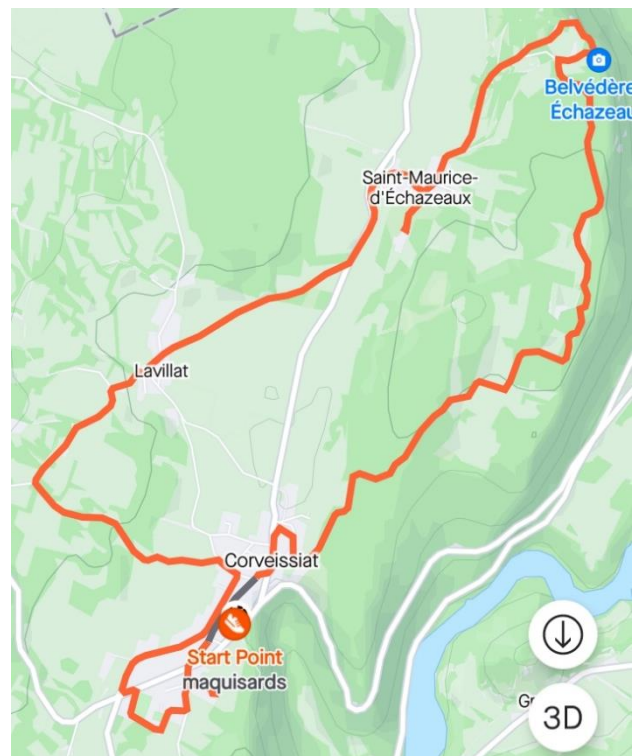 Belvédère
Échazeau
Saint-Maurice-
d'Échazeaux
Lavillat
Corveissiat
Start Point
maquisards
3D